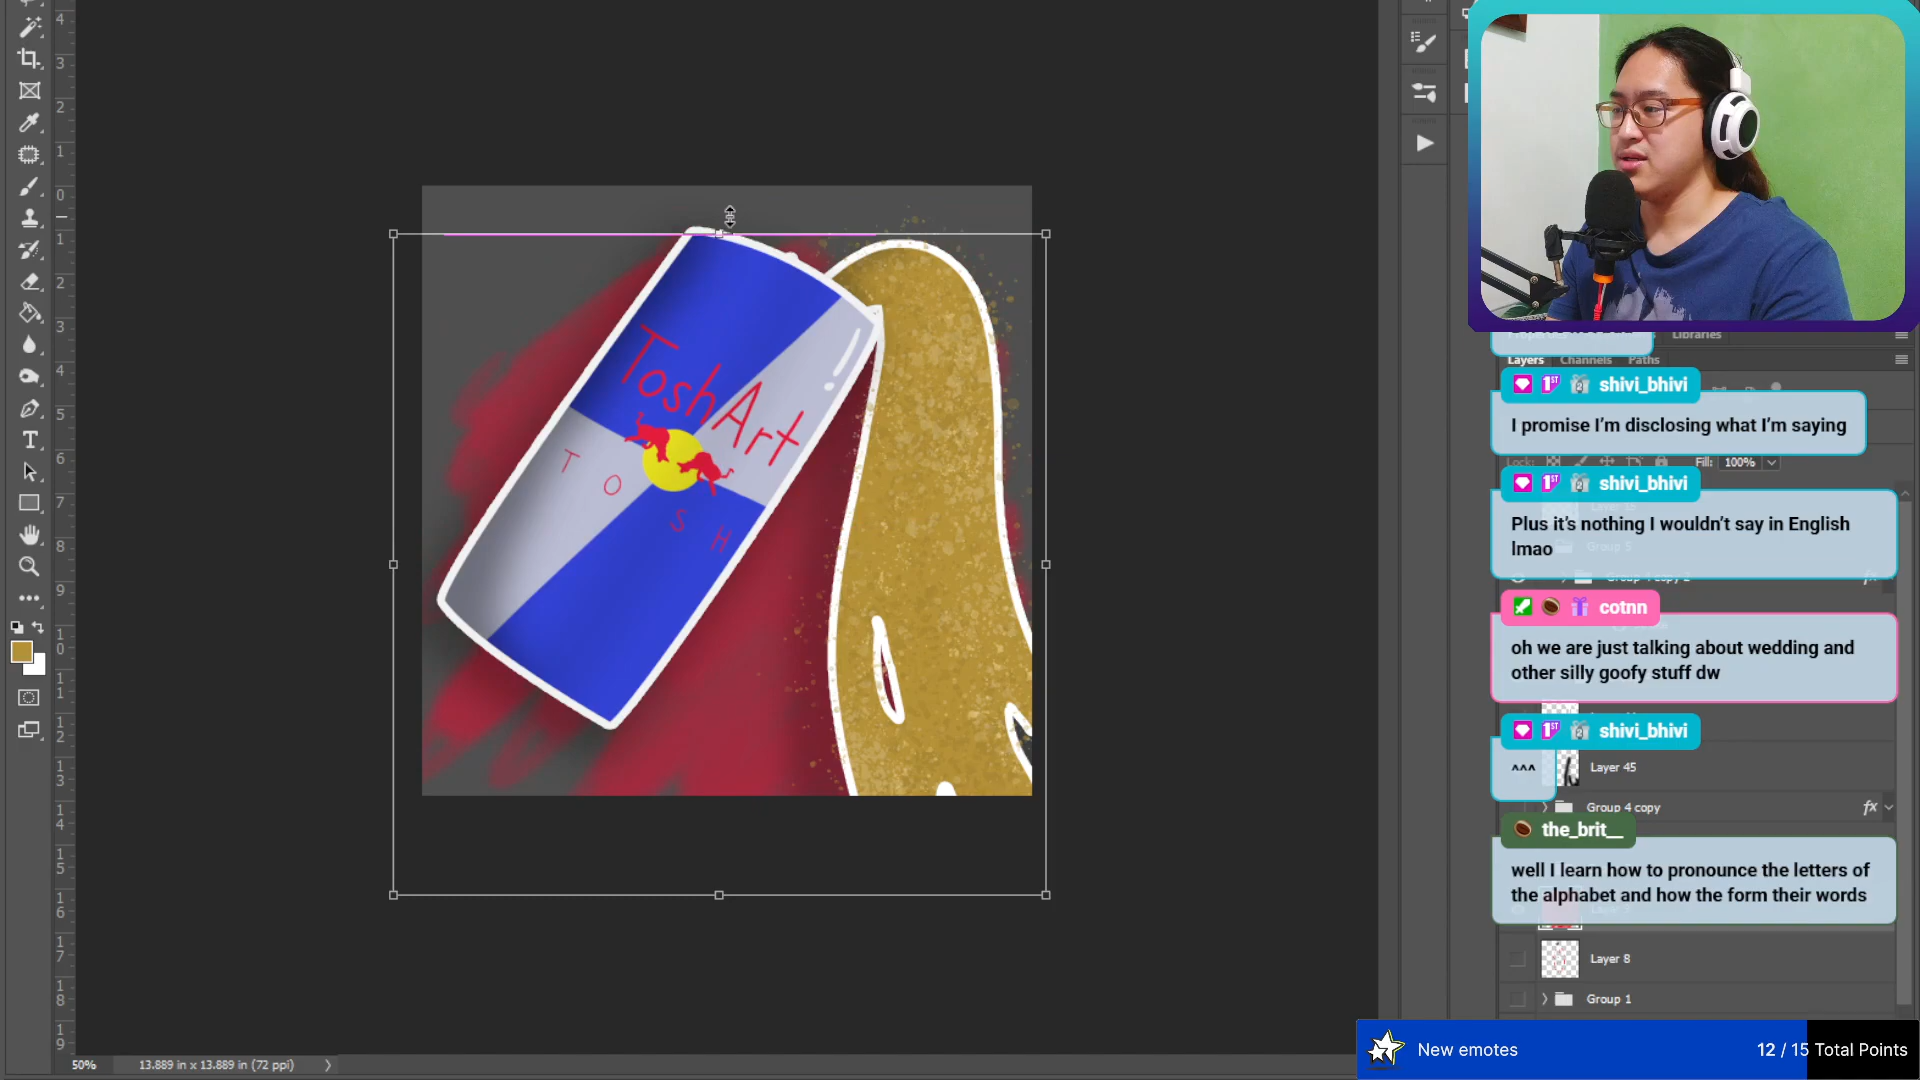 ToshArt
T O S H
Libraries
Layers Channels Paths
shivi_bhivi
I promise I'm disclosing what I'm saying
Lock: Fill: 100%
shivi_bhivi
Plus it's nothing I wouldn't say in English
lmao
cotnn
oh we are just talking about wedding and
other silly goofy stuff dw
shivi_bhivi
^^^ Layer 45
Group 4 copy fx
the_brit__
well I learn how to pronounce the letters of
the alphabet and how the form their words
Layer 8
Group 1
New emotes 12 / 15 Total Points
50% 13.889 in x 13.889 in (72 ppi)